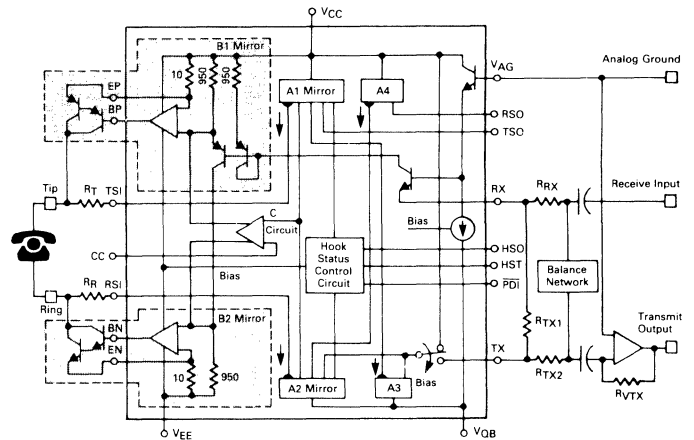 VCC
B1 Mirror
EP
BP
10
950
950
A1 Mirror
A4
VAG
Analog Ground
RSO
TSO
Tip
RT
TSI
RX
RRX
Receive Input
C
Circuit
Bias
CC
Bias
Hook
Status
Control
Circuit
HSO
HST
PDI
Balance
Network
RR
RSI
Ring
B2 Mirror
BN
EN
10
950
RTX1
Transmit
Output
TX
RTX2
RVTX
A2 Mirror
A3
Bias
VEE
VQB